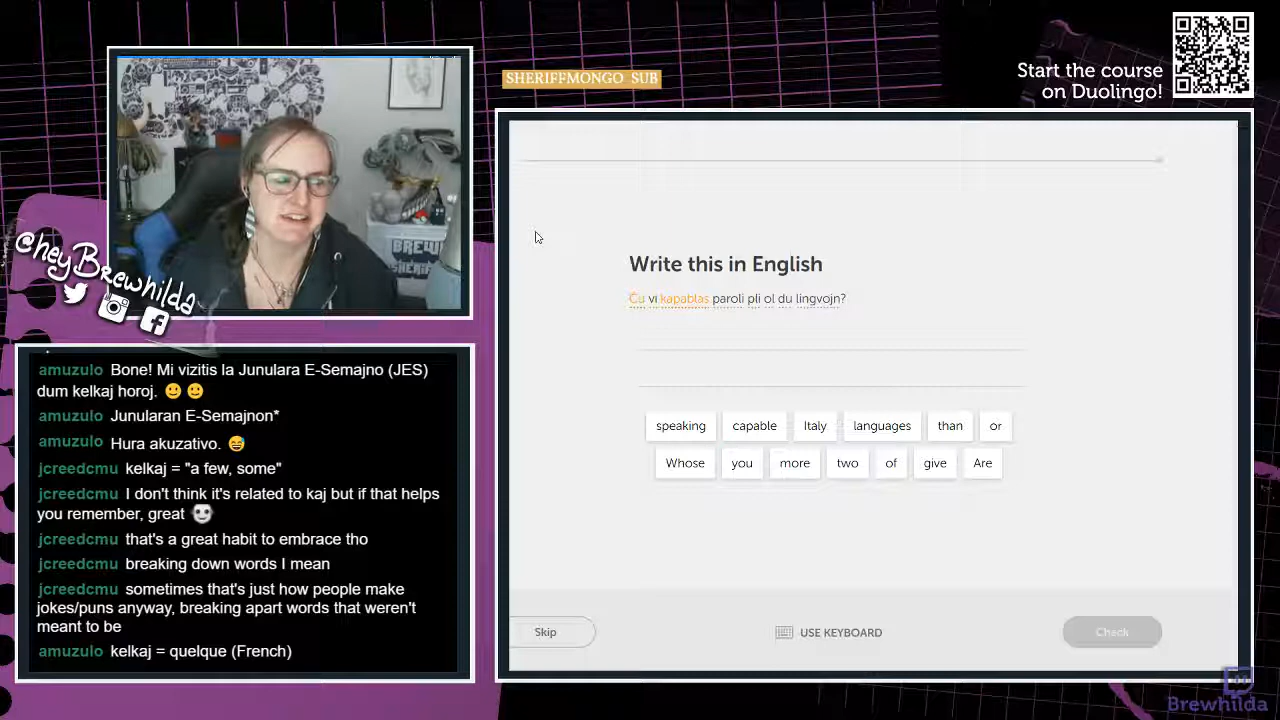 SHERIFFMONGO SUB
Start the course
on Duolingo!
@heyBrewhilda
BREW
SHERIF
amuzulo Bone! Mi vizitis la Junulara E-Semajno (JES)
dum kelkaj horoj.
amuzulo Junularan E-Semajnon*
amuzulo Hura akuzativo.
jcreedcmu kelkaj = "a few, some"
jcreedcmu I don't think it's related to kaj but if that helps
you remember, great
jcreedcmu that's a great habit to embrace tho
jcreedcmu breaking down words I mean
jcreedcmu sometimes that's just how people make
jokes/puns anyway, breaking apart words that weren't
meant to be
amuzulo kelkaj = quelque (French)
Write this in English
Ĉu vi kapablas paroli pli ol du lingvojn?
speaking capable Italy languages than or
Whose you more two of give Are
Skip
USE KEYBOARD
Check
Brewhilda